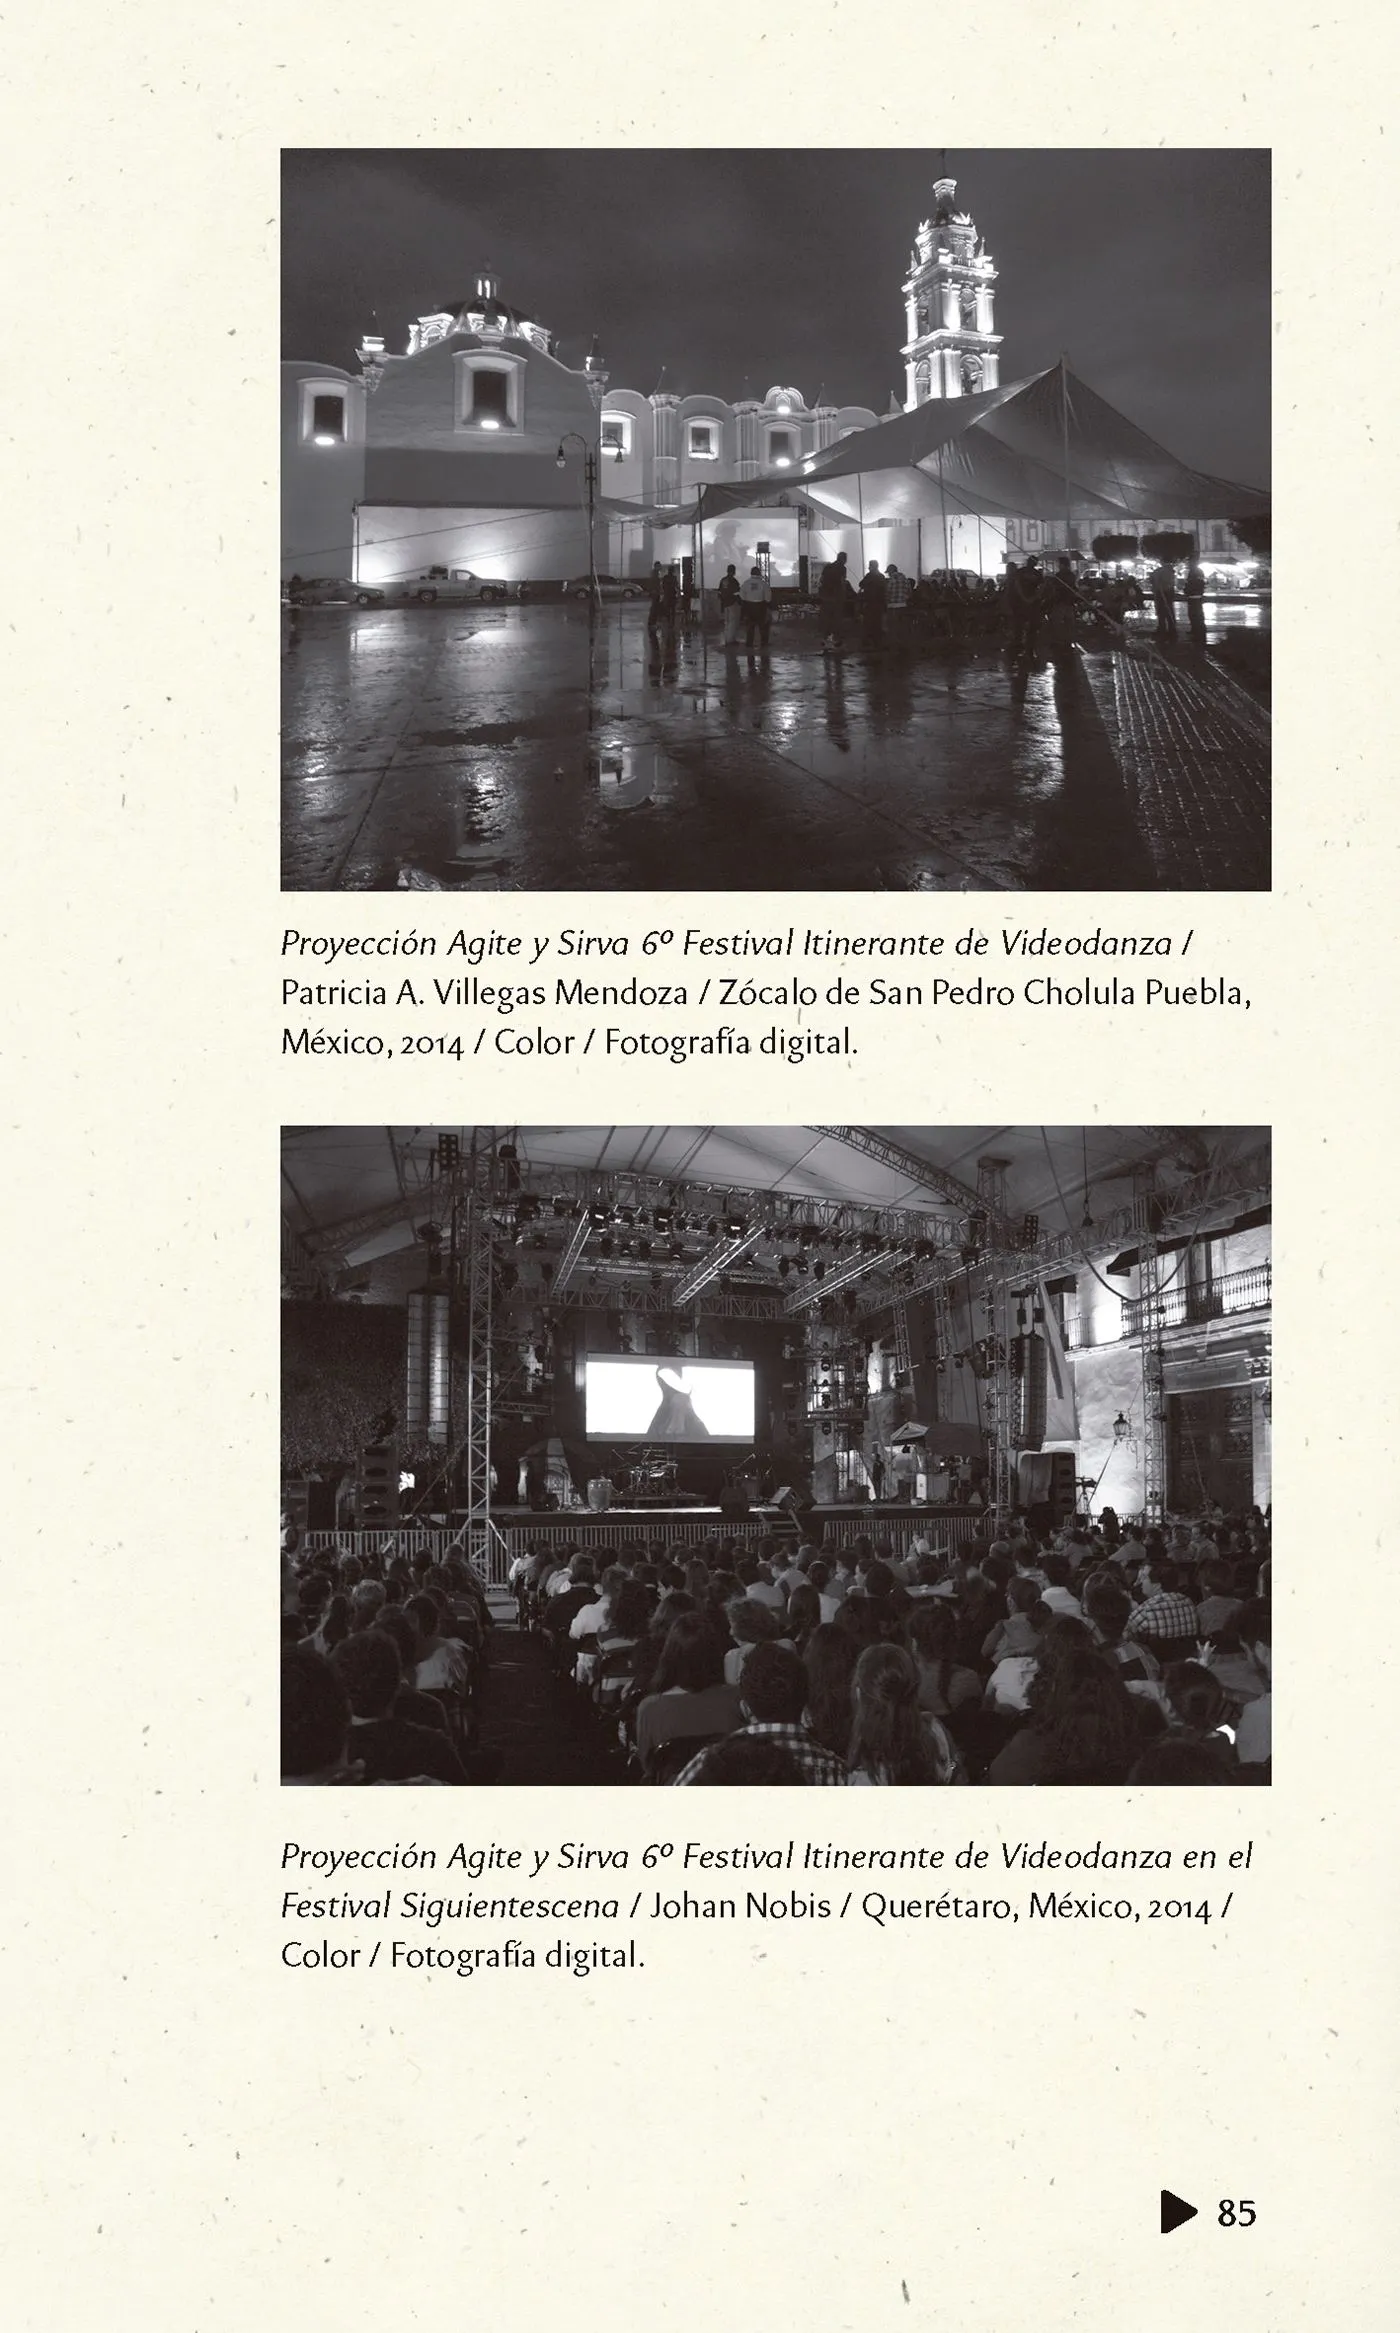 Proyección Agite y Sirva 6º Festival Itinerante de Videodanza /
Patricia A. Villegas Mendoza / Zócalo de San Pedro Cholula Puebla,
México, 2014 / Color / Fotografía digital.
Proyección Agite y Sirva 6º Festival Itinerante de Videodanza en el
Festival Siguientescena / Johan Nobis / Querétaro, México, 2014 /
Color / Fotografía digital.
85